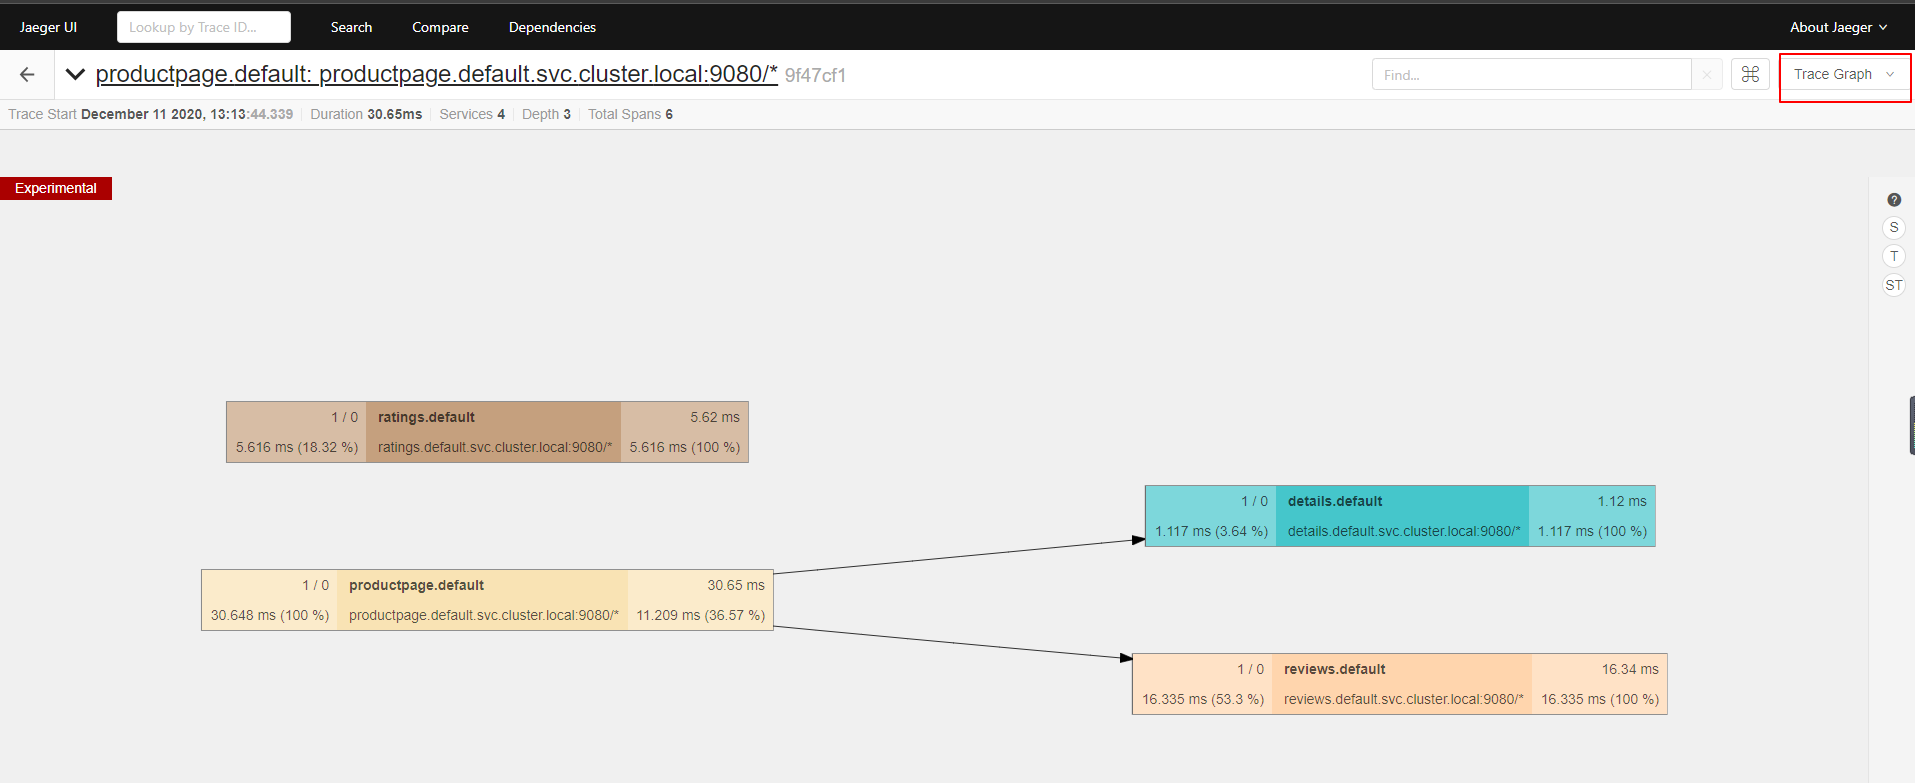 Jaeger UI Lookup by Trace ID... Search Compare Dependencies About Jaeger
productpage.default: productpage.default.svc.cluster.local:9080/* 9f47cf1 Find... Trace Graph
Trace Start December 11 2020, 13:13:44.339 Duration 30.65ms Services 4 Depth 3 Total Spans 6
Experimental
?
S
T
ST
1 / 0 ratings.default 5.62 ms
5.616 ms (18.32 %) ratings.default.svc.cluster.local:9080/* 5.616 ms (100 %)
1 / 0 details.default 1.12 ms
1.117 ms (3.64 %) details.default.svc.cluster.local:9080/* 1.117 ms (100 %)
1 / 0 productpage.default 30.65 ms
30.648 ms (100 %) productpage.default.svc.cluster.local:9080/* 11.209 ms (36.57 %)
1 / 0 reviews.default 16.34 ms
16.335 ms (53.3 %) reviews.default.svc.cluster.local:9080/* 16.335 ms (100 %)